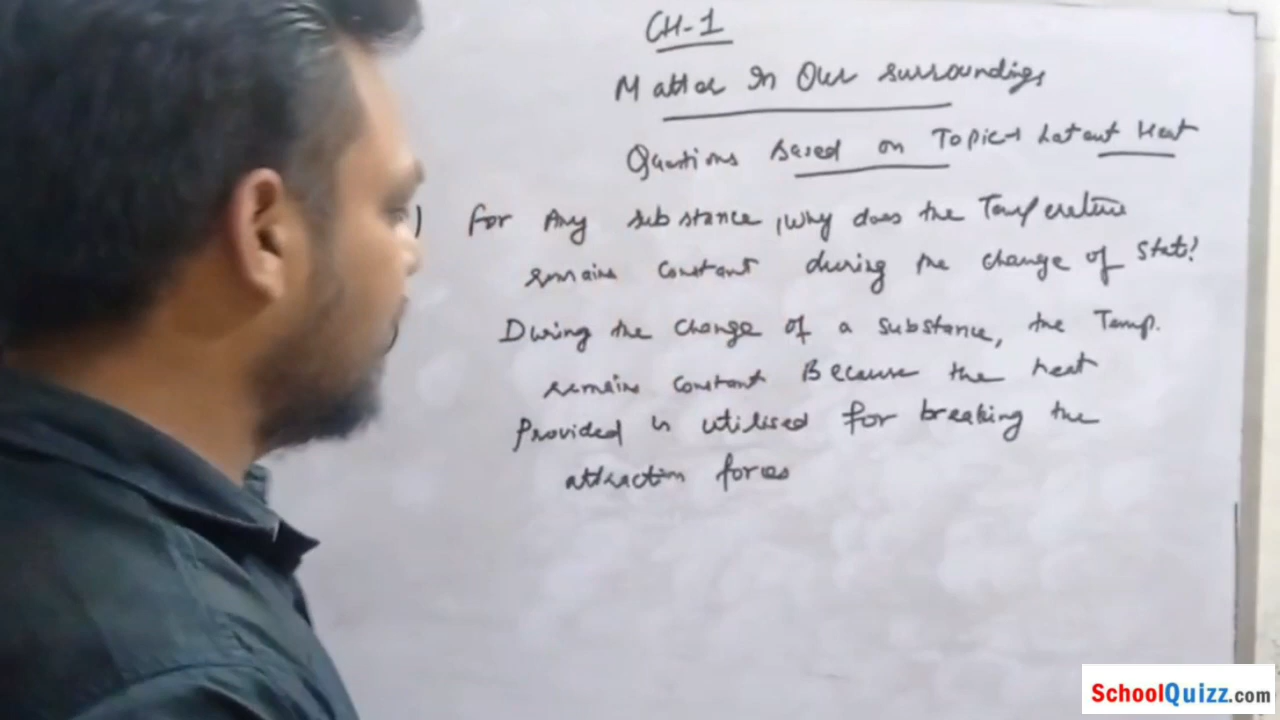 CH-1
Matter In Our surroundings
Questions Based on Topic-1 Latent Heat
) For Any substance, why does the Temperature
remains constant during the change of state?
During the change of a substance, the Temp.
remains constant Because the heat
Provided is utilised for breaking the
attraction forces
SchoolQuizz.com